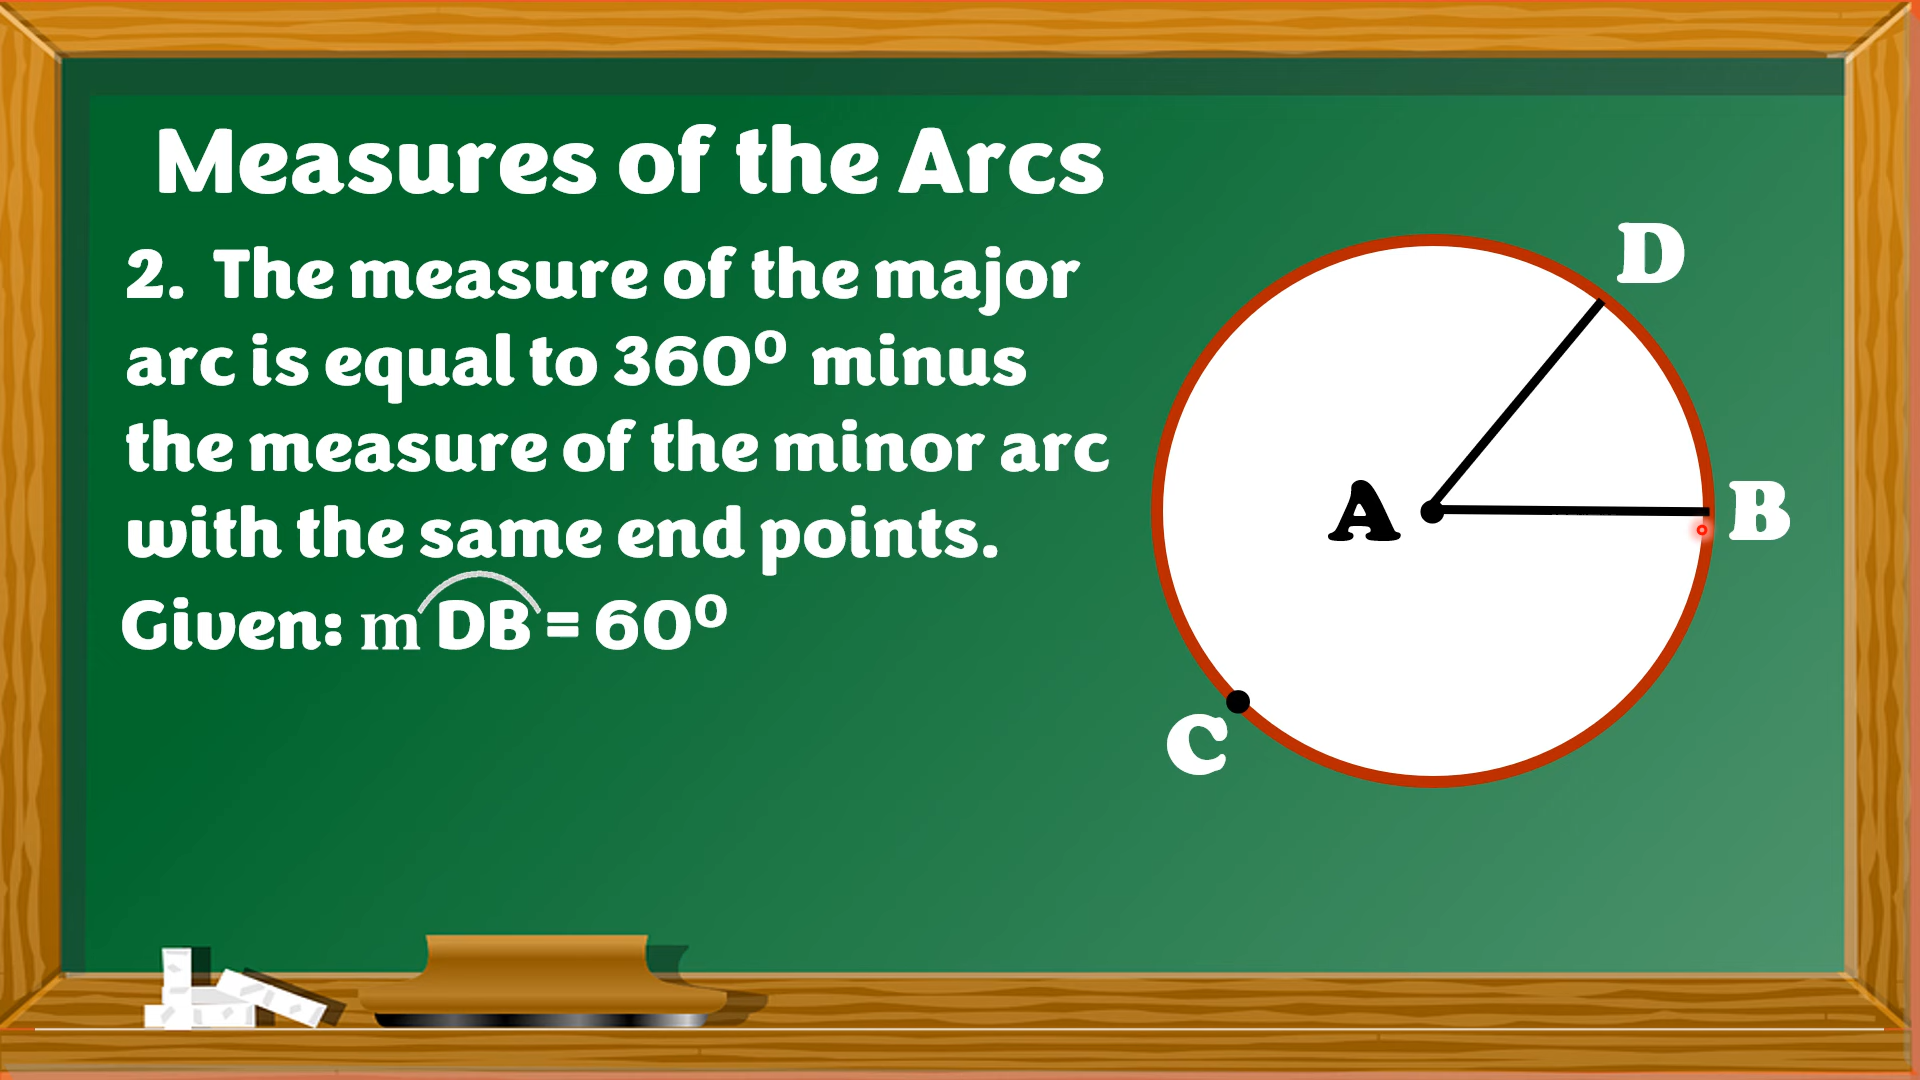 Measures of the Arcs
2. The measure of the major
arc is equal to 360⁰ minus
the measure of the minor arc
with the same end points.
Given: m DB = 60⁰
D
A
B
C